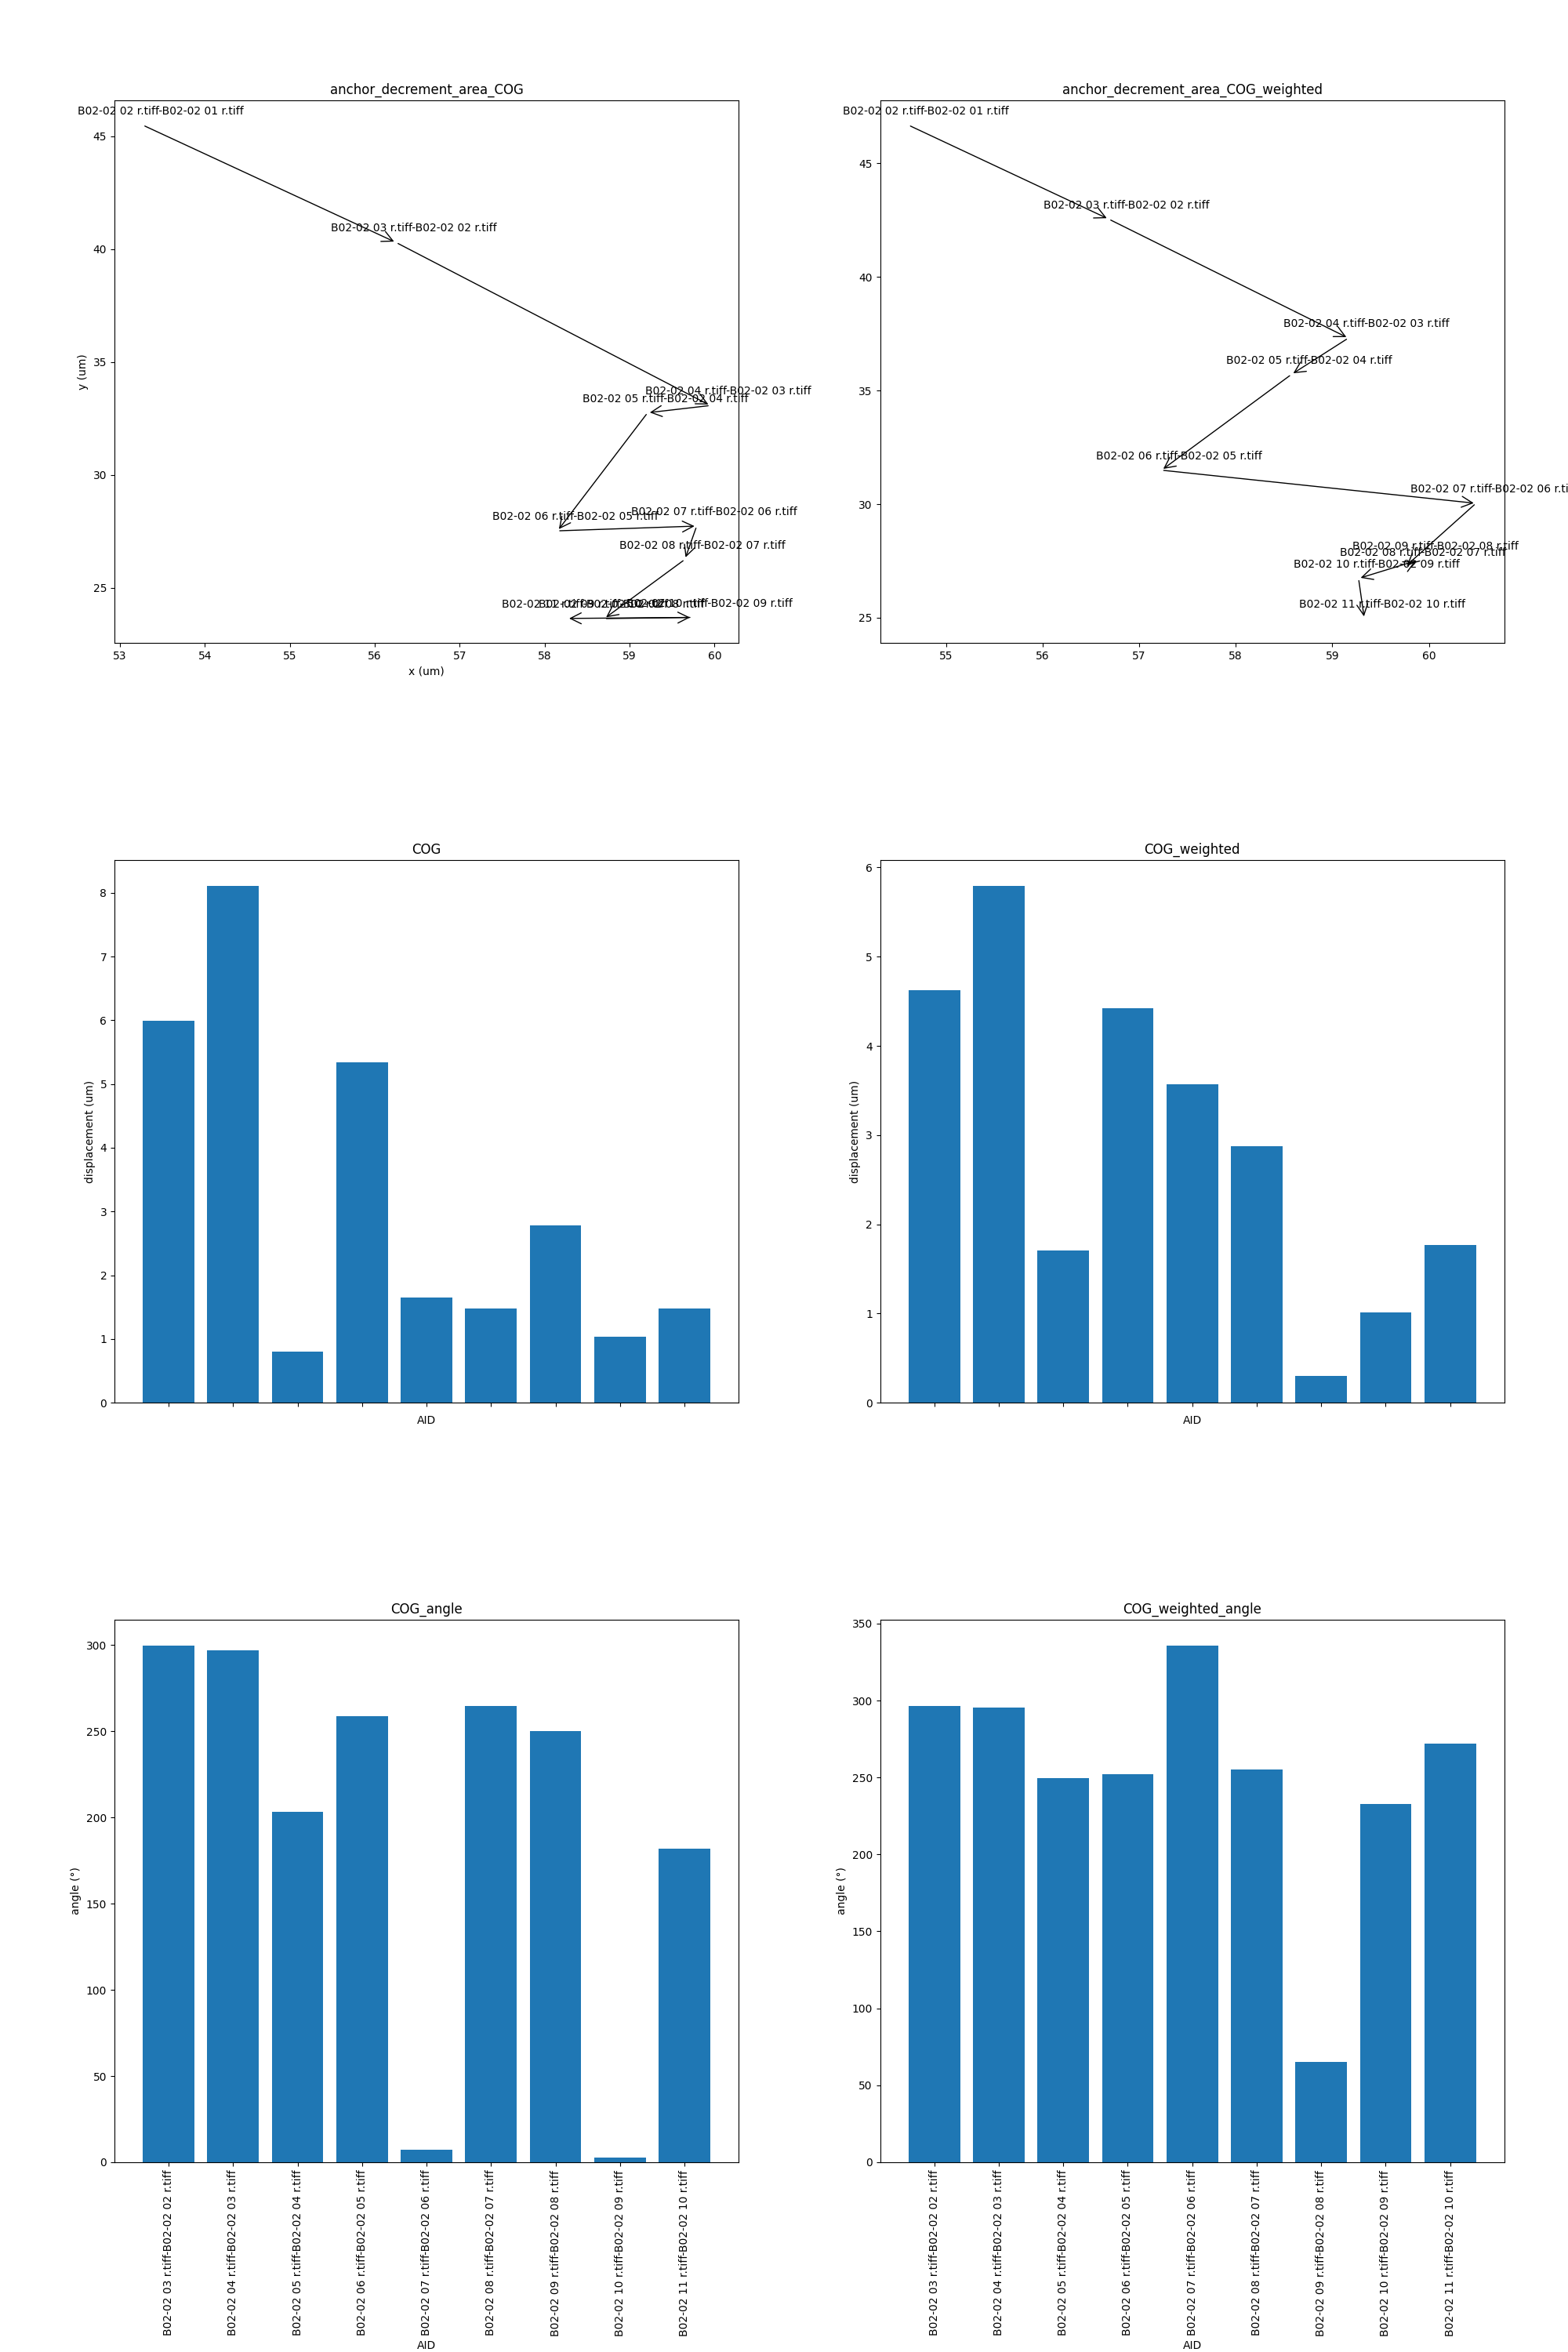 anchor_decrement_area_COG
B02-02 02 r.tiff-B02-02 01 r.tiff
B02-02 03 r.tiff-B02-02 02 r.tiff
B02-02 04 r.tiff-B02-02 03 r.tiff
B02-02 05 r.tiff-B02-02 04 r.tiff
B02-02 06 r.tiff-B02-02 05 r.tiff
B02-02 07 r.tiff-B02-02 06 r.tiff
B02-02 08 r.tiff-B02-02 07 r.tiff
45
40
35
30
25
y (um)
53 54 55 56 57 58 59 60
x (um)
anchor_decrement_area_COG_weighted
B02-02 02 r.tiff-B02-02 01 r.tiff
B02-02 03 r.tiff-B02-02 02 r.tiff
B02-02 04 r.tiff-B02-02 03 r.tiff
B02-02 05 r.tiff-B02-02 04 r.tiff
B02-02 06 r.tiff-B02-02 05 r.tiff
B02-02 07 r.tiff-B02-02 06 r.ti
B02-02 09 r.tiff-B02-02 08 r.tiff
B02-02 08 r.tiff-B02-02 07 r.tiff
B02-02 10 r.tiff-B02-02 09 r.tiff
B02-02 11 r.tiff-B02-02 10 r.tiff
45
40
35
30
25
55 56 57 58 59 60
COG
8
7
6
5
4
3
2
1
0
displacement (um)
AID
COG_weighted
6
5
4
3
2
1
0
displacement (um)
AID
COG_angle
300
250
200
150
100
50
0
angle (°)
B02-02 03 r.tiff-B02-02 02 r.tiff
B02-02 04 r.tiff-B02-02 03 r.tiff
B02-02 05 r.tiff-B02-02 04 r.tiff
B02-02 06 r.tiff-B02-02 05 r.tiff
B02-02 07 r.tiff-B02-02 06 r.tiff
B02-02 08 r.tiff-B02-02 07 r.tiff
B02-02 09 r.tiff-B02-02 08 r.tiff
B02-02 10 r.tiff-B02-02 09 r.tiff
B02-02 11 r.tiff-B02-02 10 r.tiff
AID
COG_weighted_angle
350
300
250
200
150
100
50
0
angle (°)
B02-02 03 r.tiff-B02-02 02 r.tiff
B02-02 04 r.tiff-B02-02 03 r.tiff
B02-02 05 r.tiff-B02-02 04 r.tiff
B02-02 06 r.tiff-B02-02 05 r.tiff
B02-02 07 r.tiff-B02-02 06 r.tiff
B02-02 08 r.tiff-B02-02 07 r.tiff
B02-02 09 r.tiff-B02-02 08 r.tiff
B02-02 10 r.tiff-B02-02 09 r.tiff
B02-02 11 r.tiff-B02-02 10 r.tiff
AID